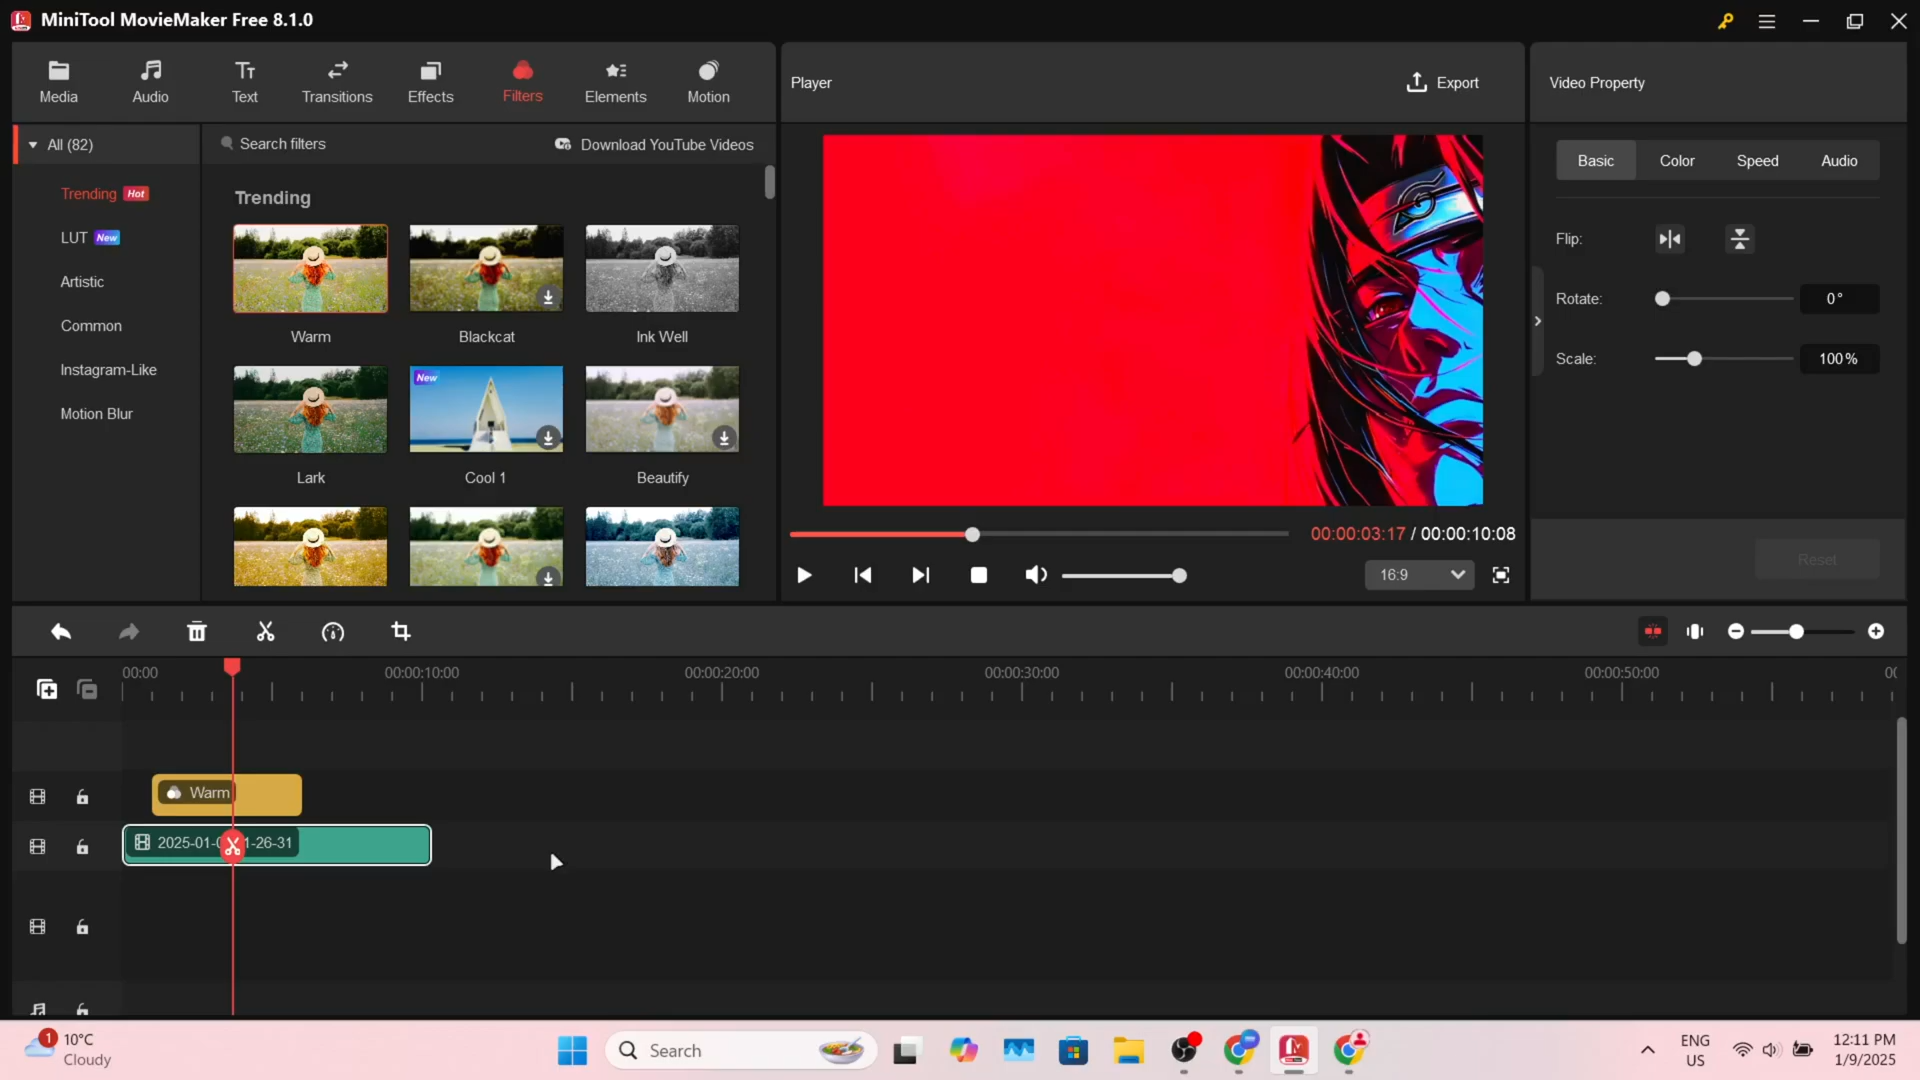 MiniTool MovieMaker Free 8.1.0
Media
Audio
Text
Transitions
Effects
Filters
Elements
Motion
Player
Export
Video Property
All (82)
Search filters
Download YouTube Videos
Basic
Color
Speed
Audio
Trending Hot
Trending
LUT New
Flip:
Artistic
Rotate:
0°
Common
Warm
Blackcat
Ink Well
Scale:
100%
Instagram-Like
New
Motion Blur
Lark
Cool 1
Beautify
00:00:03:17 / 00:00:10:08
16:9
Reset
00:00
00:00:10:00
00:00:20:00
00:00:30:00
00:00:40:00
00:00:50:00
Warm
1
10°C
Cloudy
Search
ENG
US
12:11 PM
1/9/2025